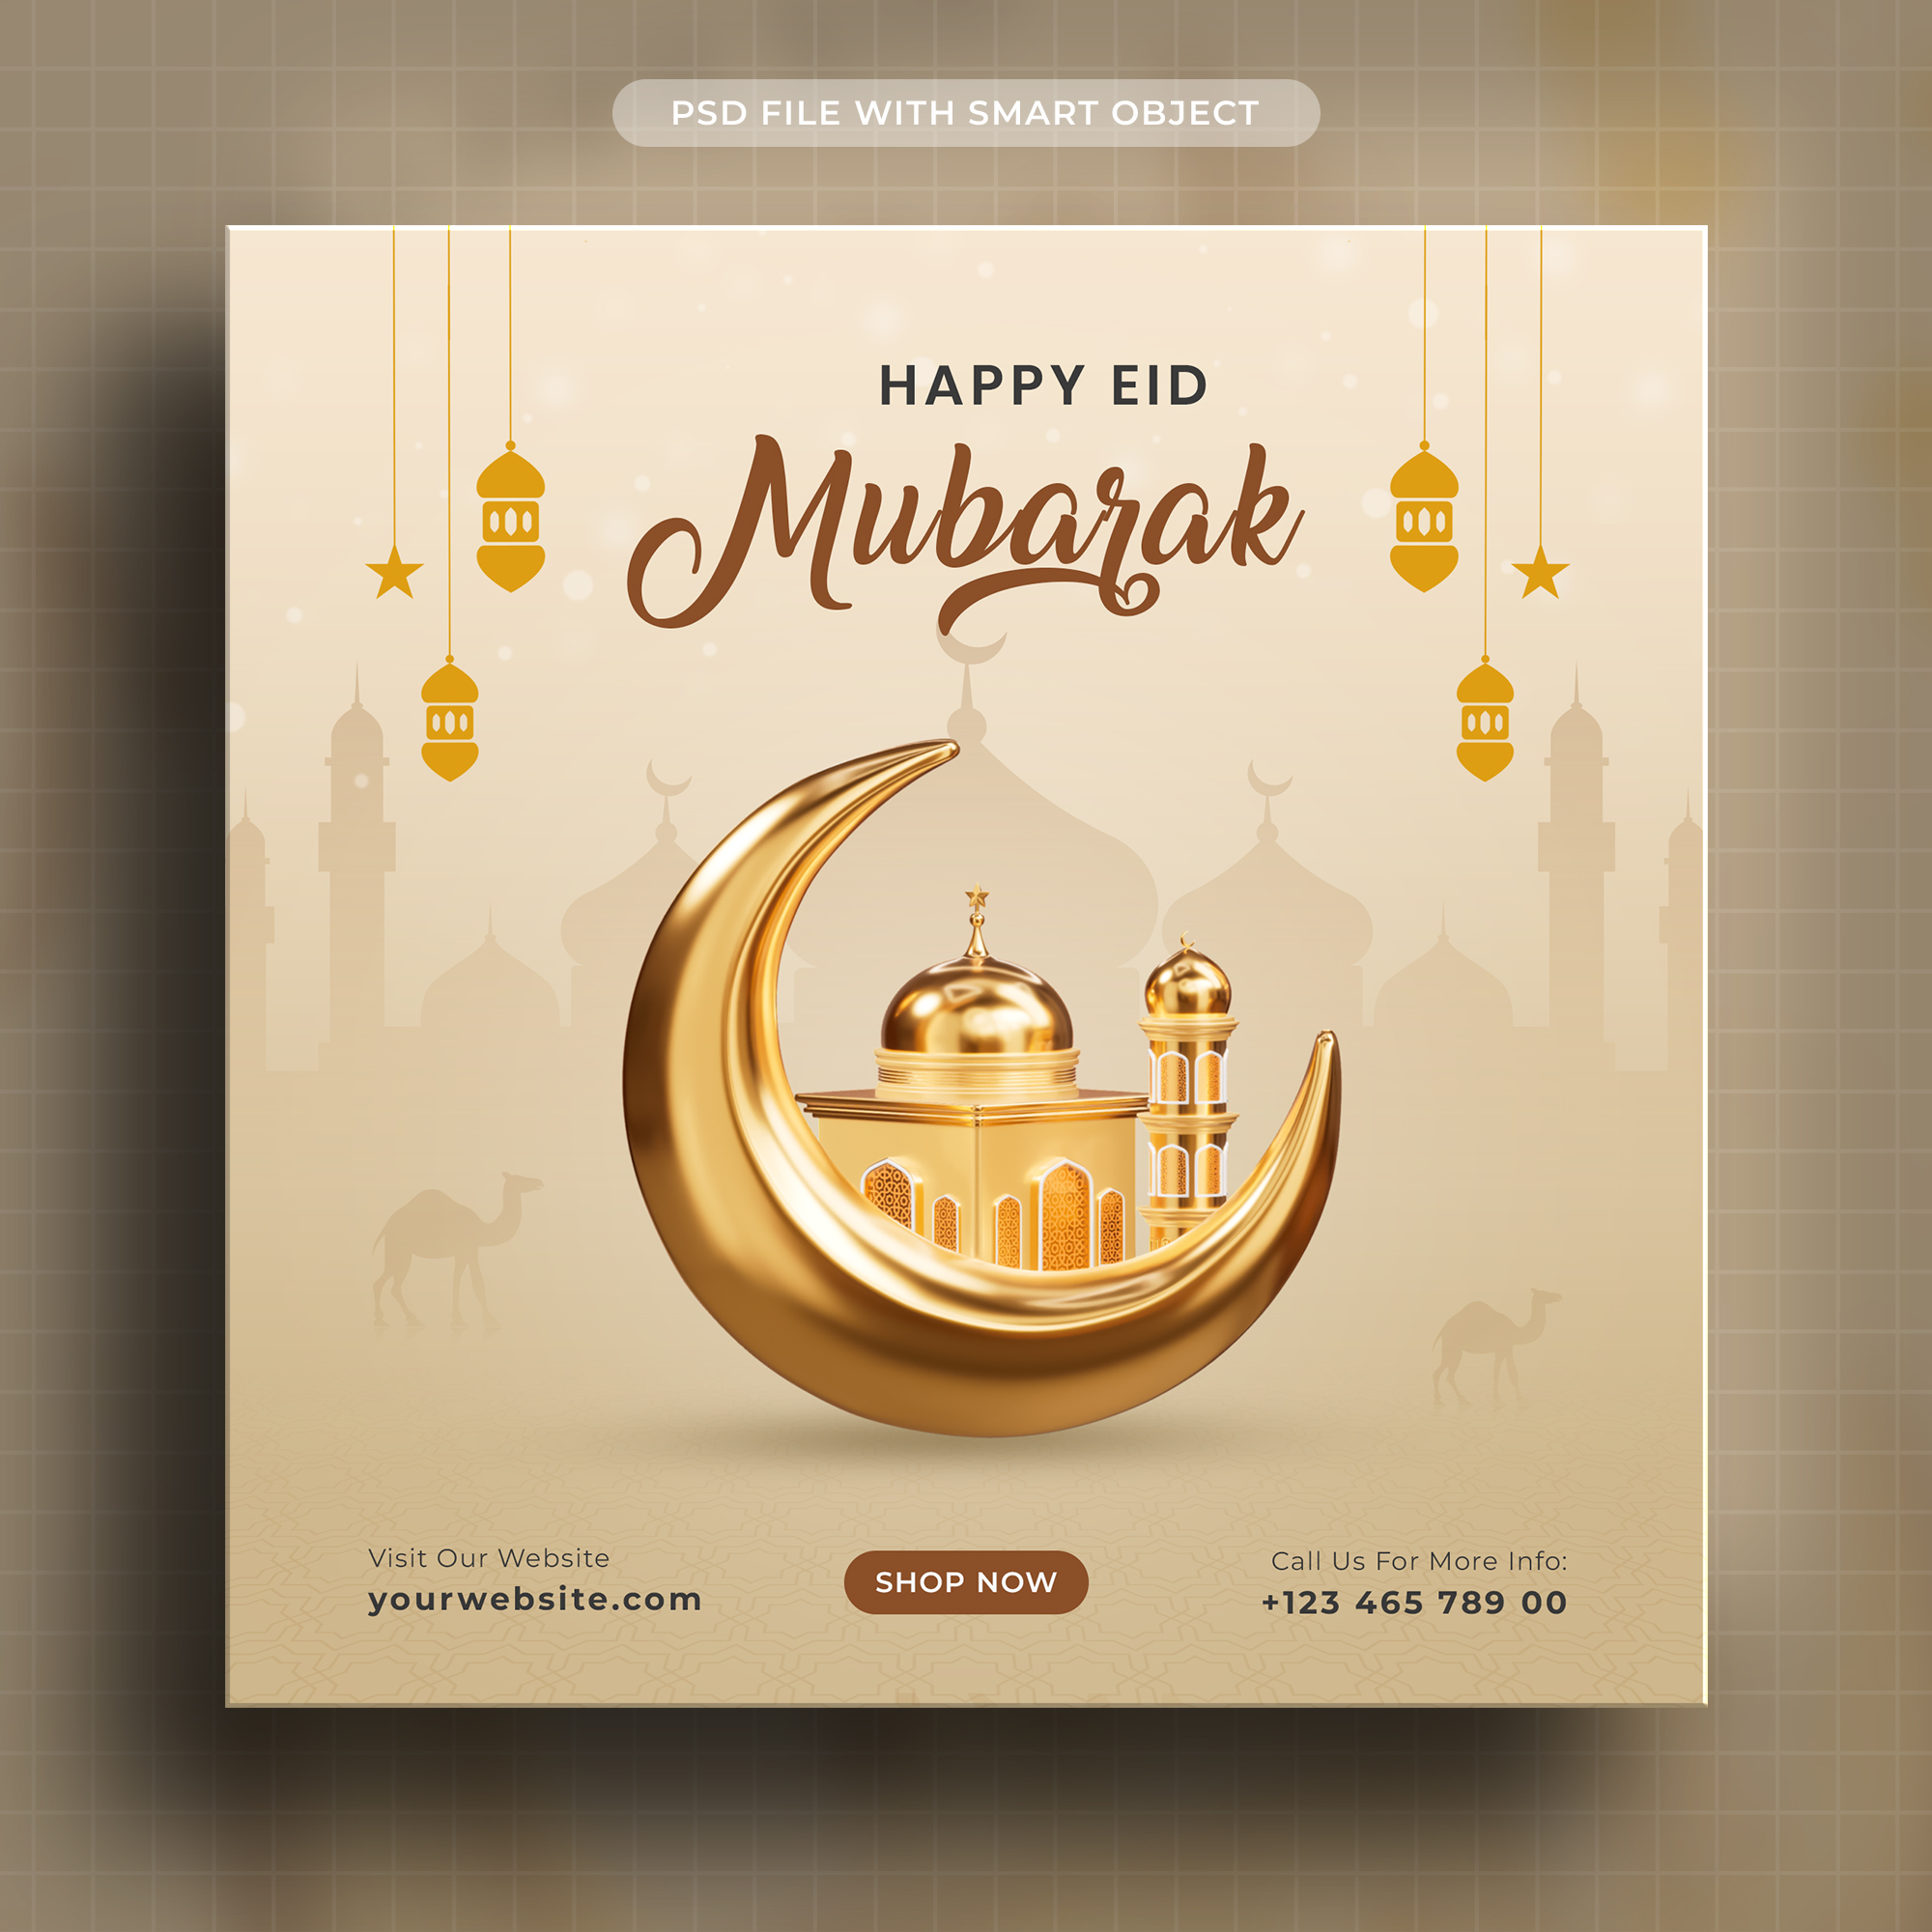 PSD FILE WITH SMART OBJECT
HAPPY EID
Mubarak
Visit Our Website
yourwebsite.com
SHOP NOW
Call Us For More Info:
+123 465 789 00